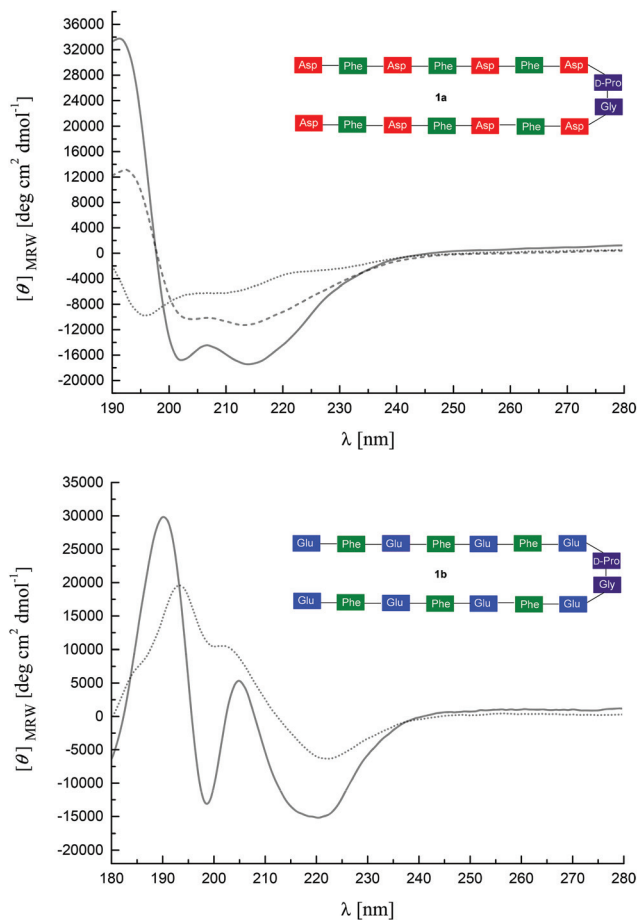 36000
32000
28000
24000
20000
16000
12000
8000
4000
0
-4000
-8000
-12000
-16000
-20000
[θ] MRW [deg cm² dmol⁻¹]
Asp Phe Asp Phe Asp Phe Asp
D-Pro
1a
Gly
Asp Phe Asp Phe Asp Phe Asp
190 200 210 220 230 240 250 260 270 280
λ [nm]
35000
30000
25000
20000
15000
10000
5000
0
-5000
-10000
-15000
-20000
[θ] MRW [deg cm² dmol⁻¹]
Glu Phe Glu Phe Glu Phe Glu
D-Pro
1b
Gly
Glu Phe Glu Phe Glu Phe Glu
180 190 200 210 220 230 240 250 260 270 280
λ [nm]